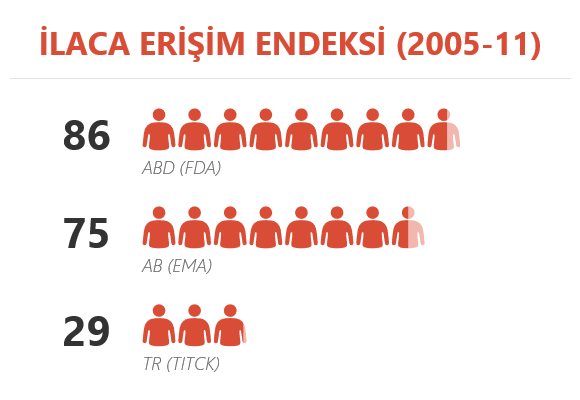 İLACA ERİŞİM ENDEKSİ (2005-11)
86
ABD (FDA)
75
AB (EMA)
29
TR (TITCK)